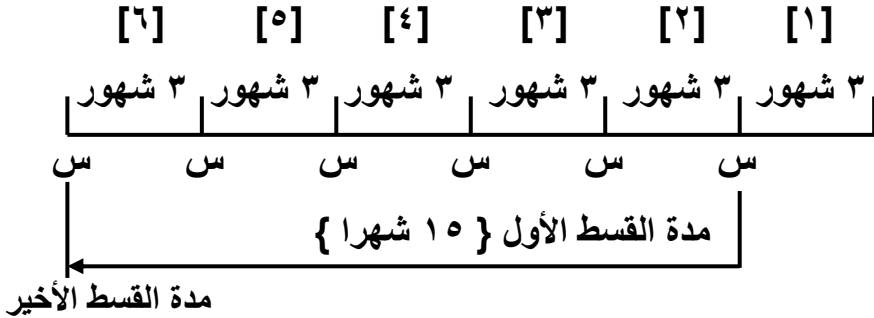 [١] [٢] [٣] [٤] [٥] [٦]
٣ شهور ٣ شهور ٣ شهور ٣ شهور ٣ شهور ٣ شهور
س س س س س س
مدة القسط الأول { ١٥ شهرا }
مدة القسط الأخير